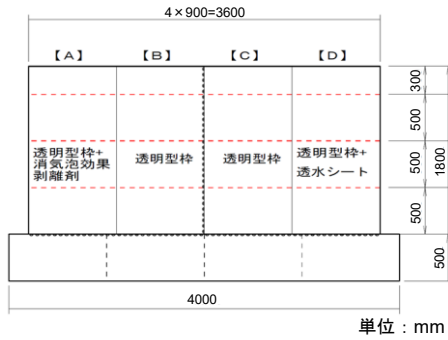 4×900=3600
【A】 【B】 【C】 【D】
300
500
透明型枠+
消気泡効果
剥離剤
透明型枠
透明型枠
透明型枠+
透水シート
500
1800
500
500
4000
単位：mm